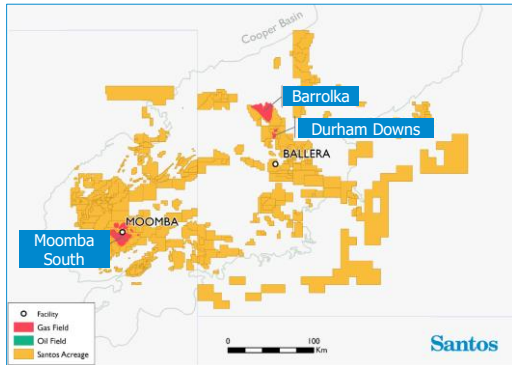 Cooper Basin
Barrolka
Durham Downs
BALLERA
MOOMBA
Moomba
South
Facility
Gas Field
Oil Field
Santos Acreage
0
100
Km
Santos